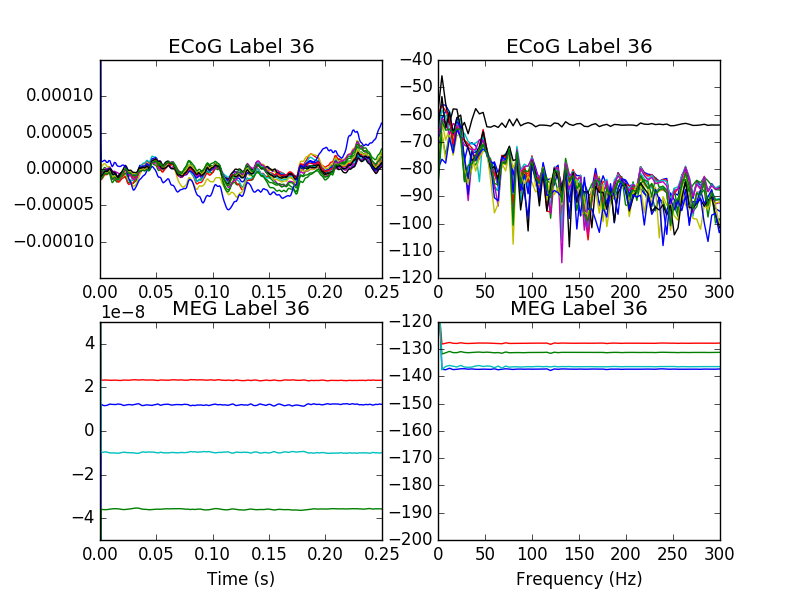 ECoG Label 36
0.00010
0.00005
0.00000
−0.00005
−0.00010
0.00 0.05 0.10 0.15 0.20 0.25
ECoG Label 36
−40
−50
−60
−70
−80
−90
−100
−110
−120
0 50 100 150 200 250 300
1e−8
MEG Label 36
4
2
0
−2
−4
0.00 0.05 0.10 0.15 0.20 0.25
Time (s)
MEG Label 36
−120
−130
−140
−150
−160
−170
−180
−190
−200
0 50 100 150 200 250 300
Frequency (Hz)